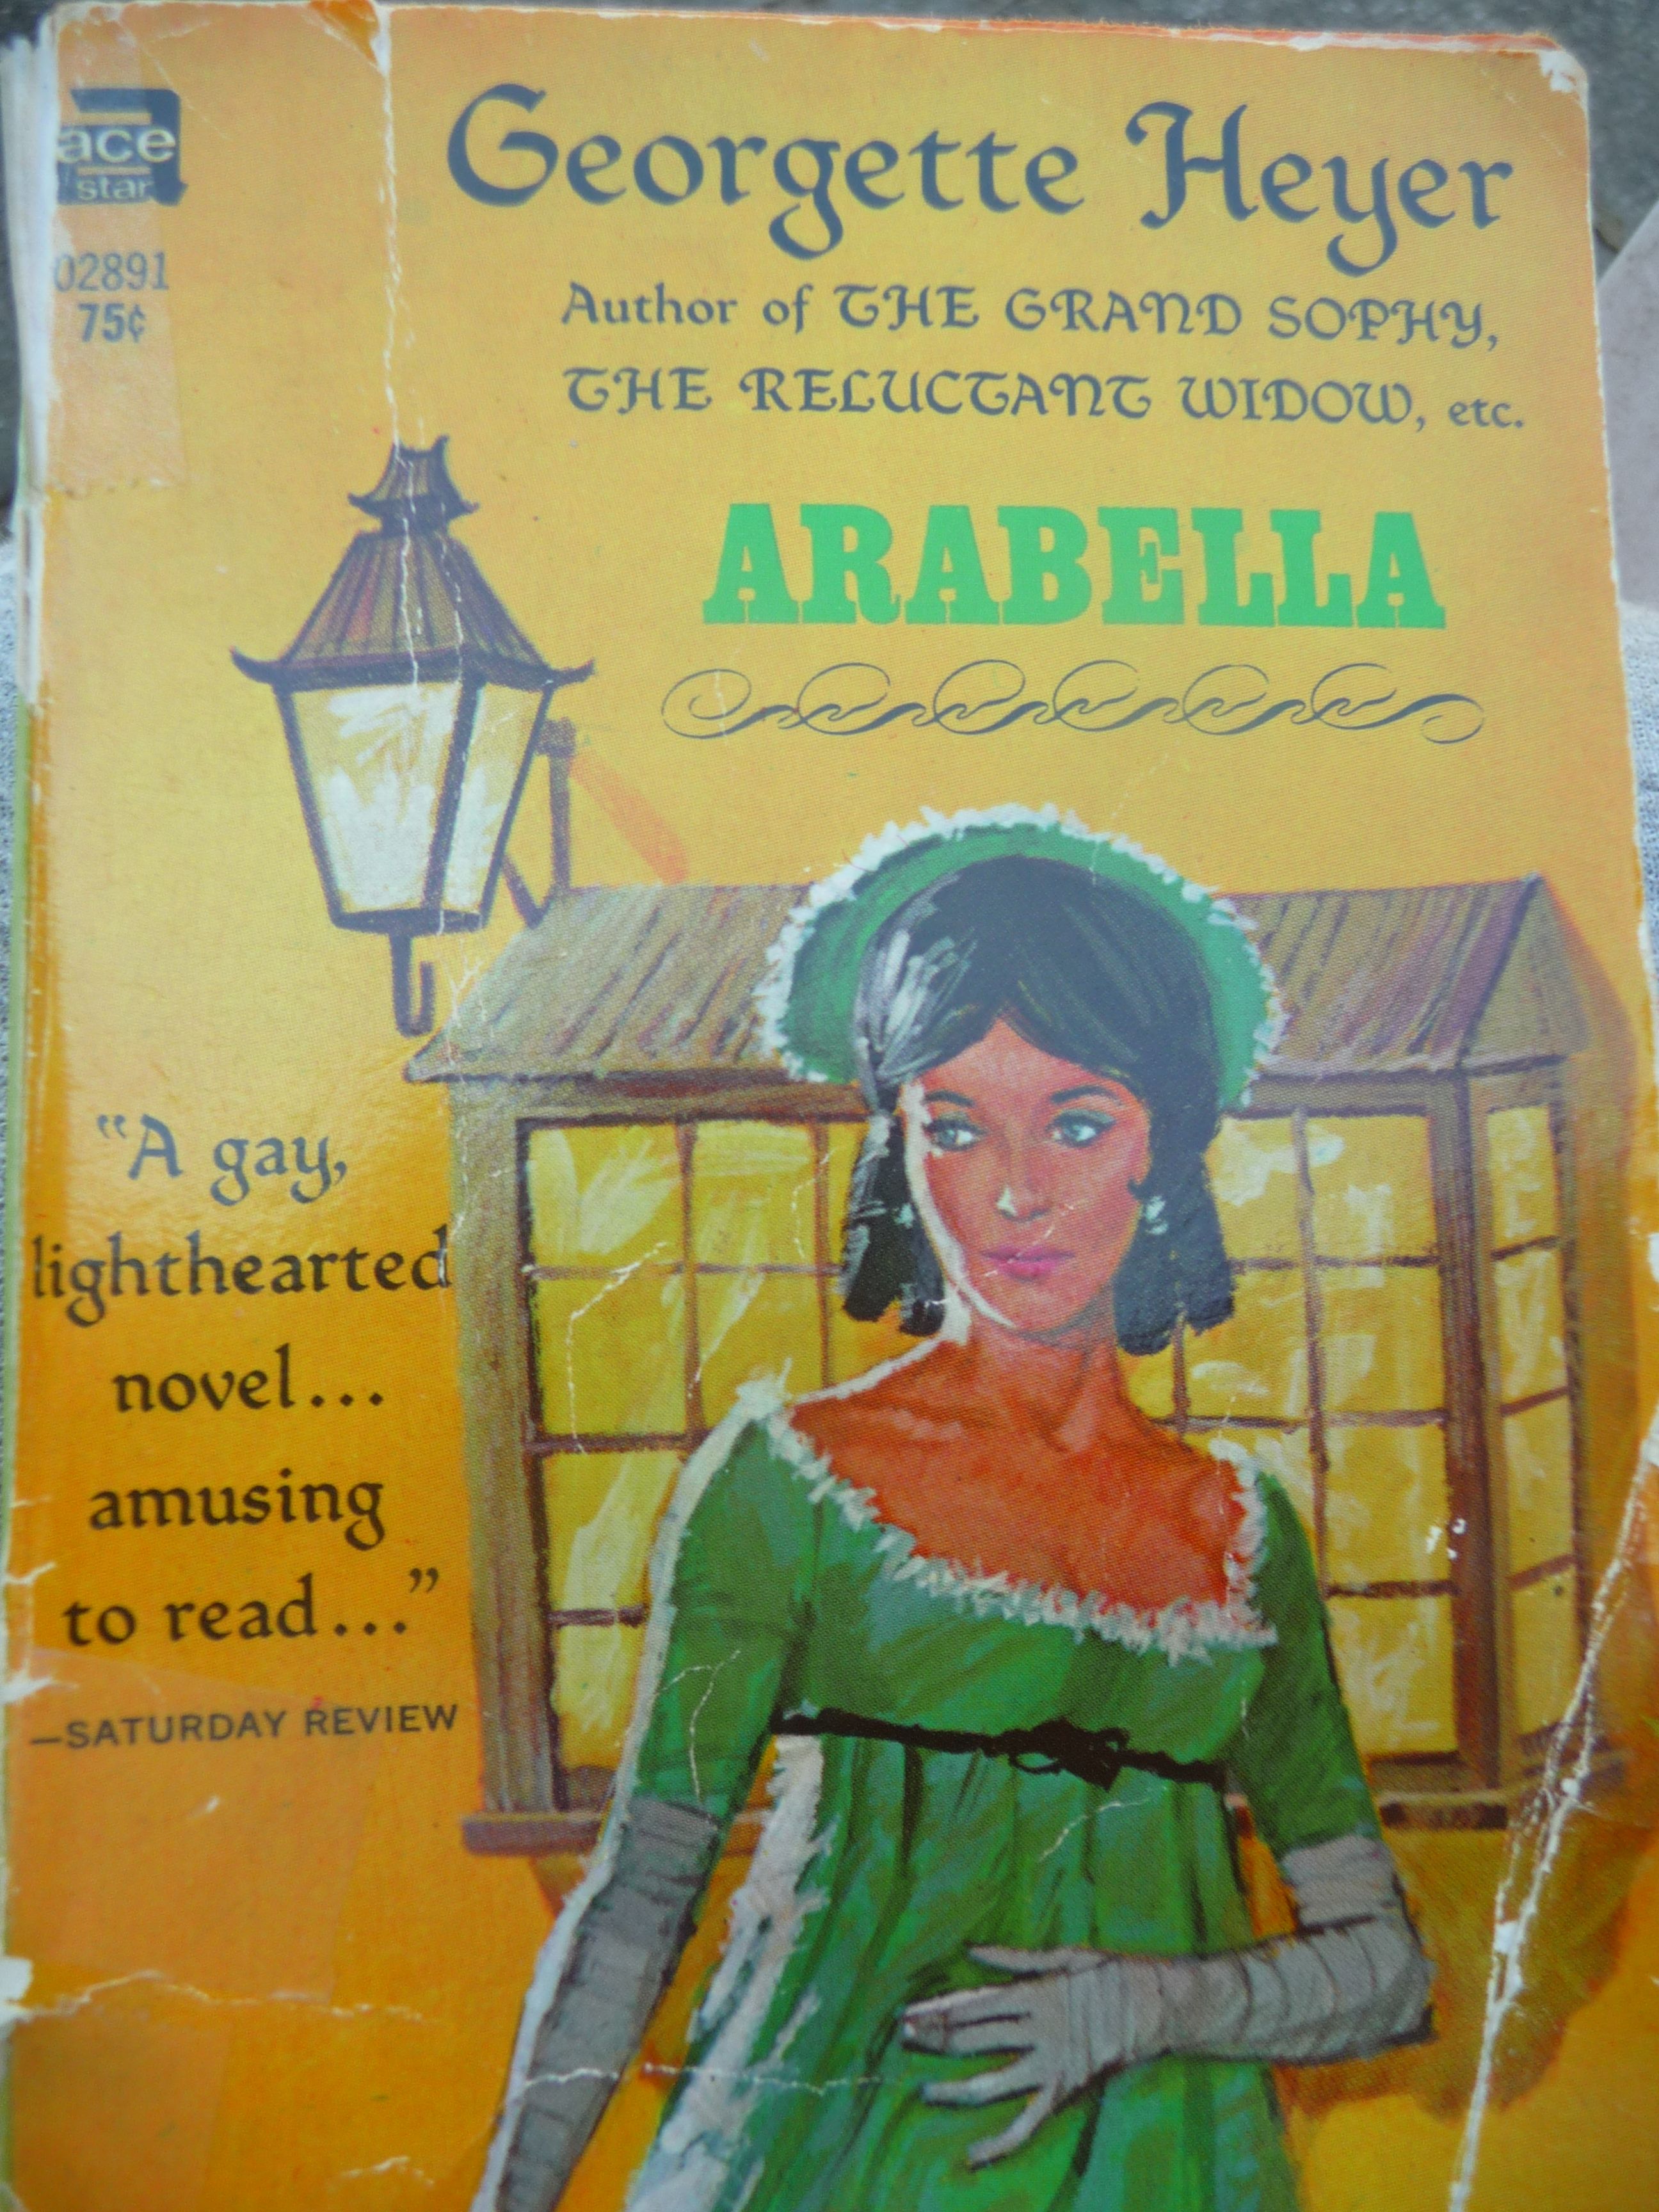 ace
star
02891
75¢
Georgette Heyer
Author of THE GRAND SOPHY,
THE RELUCTANT WIDOW, etc.
ARABELLA
“A gay,
lighthearted
novel...
amusing
to read...”
—SATURDAY REVIEW